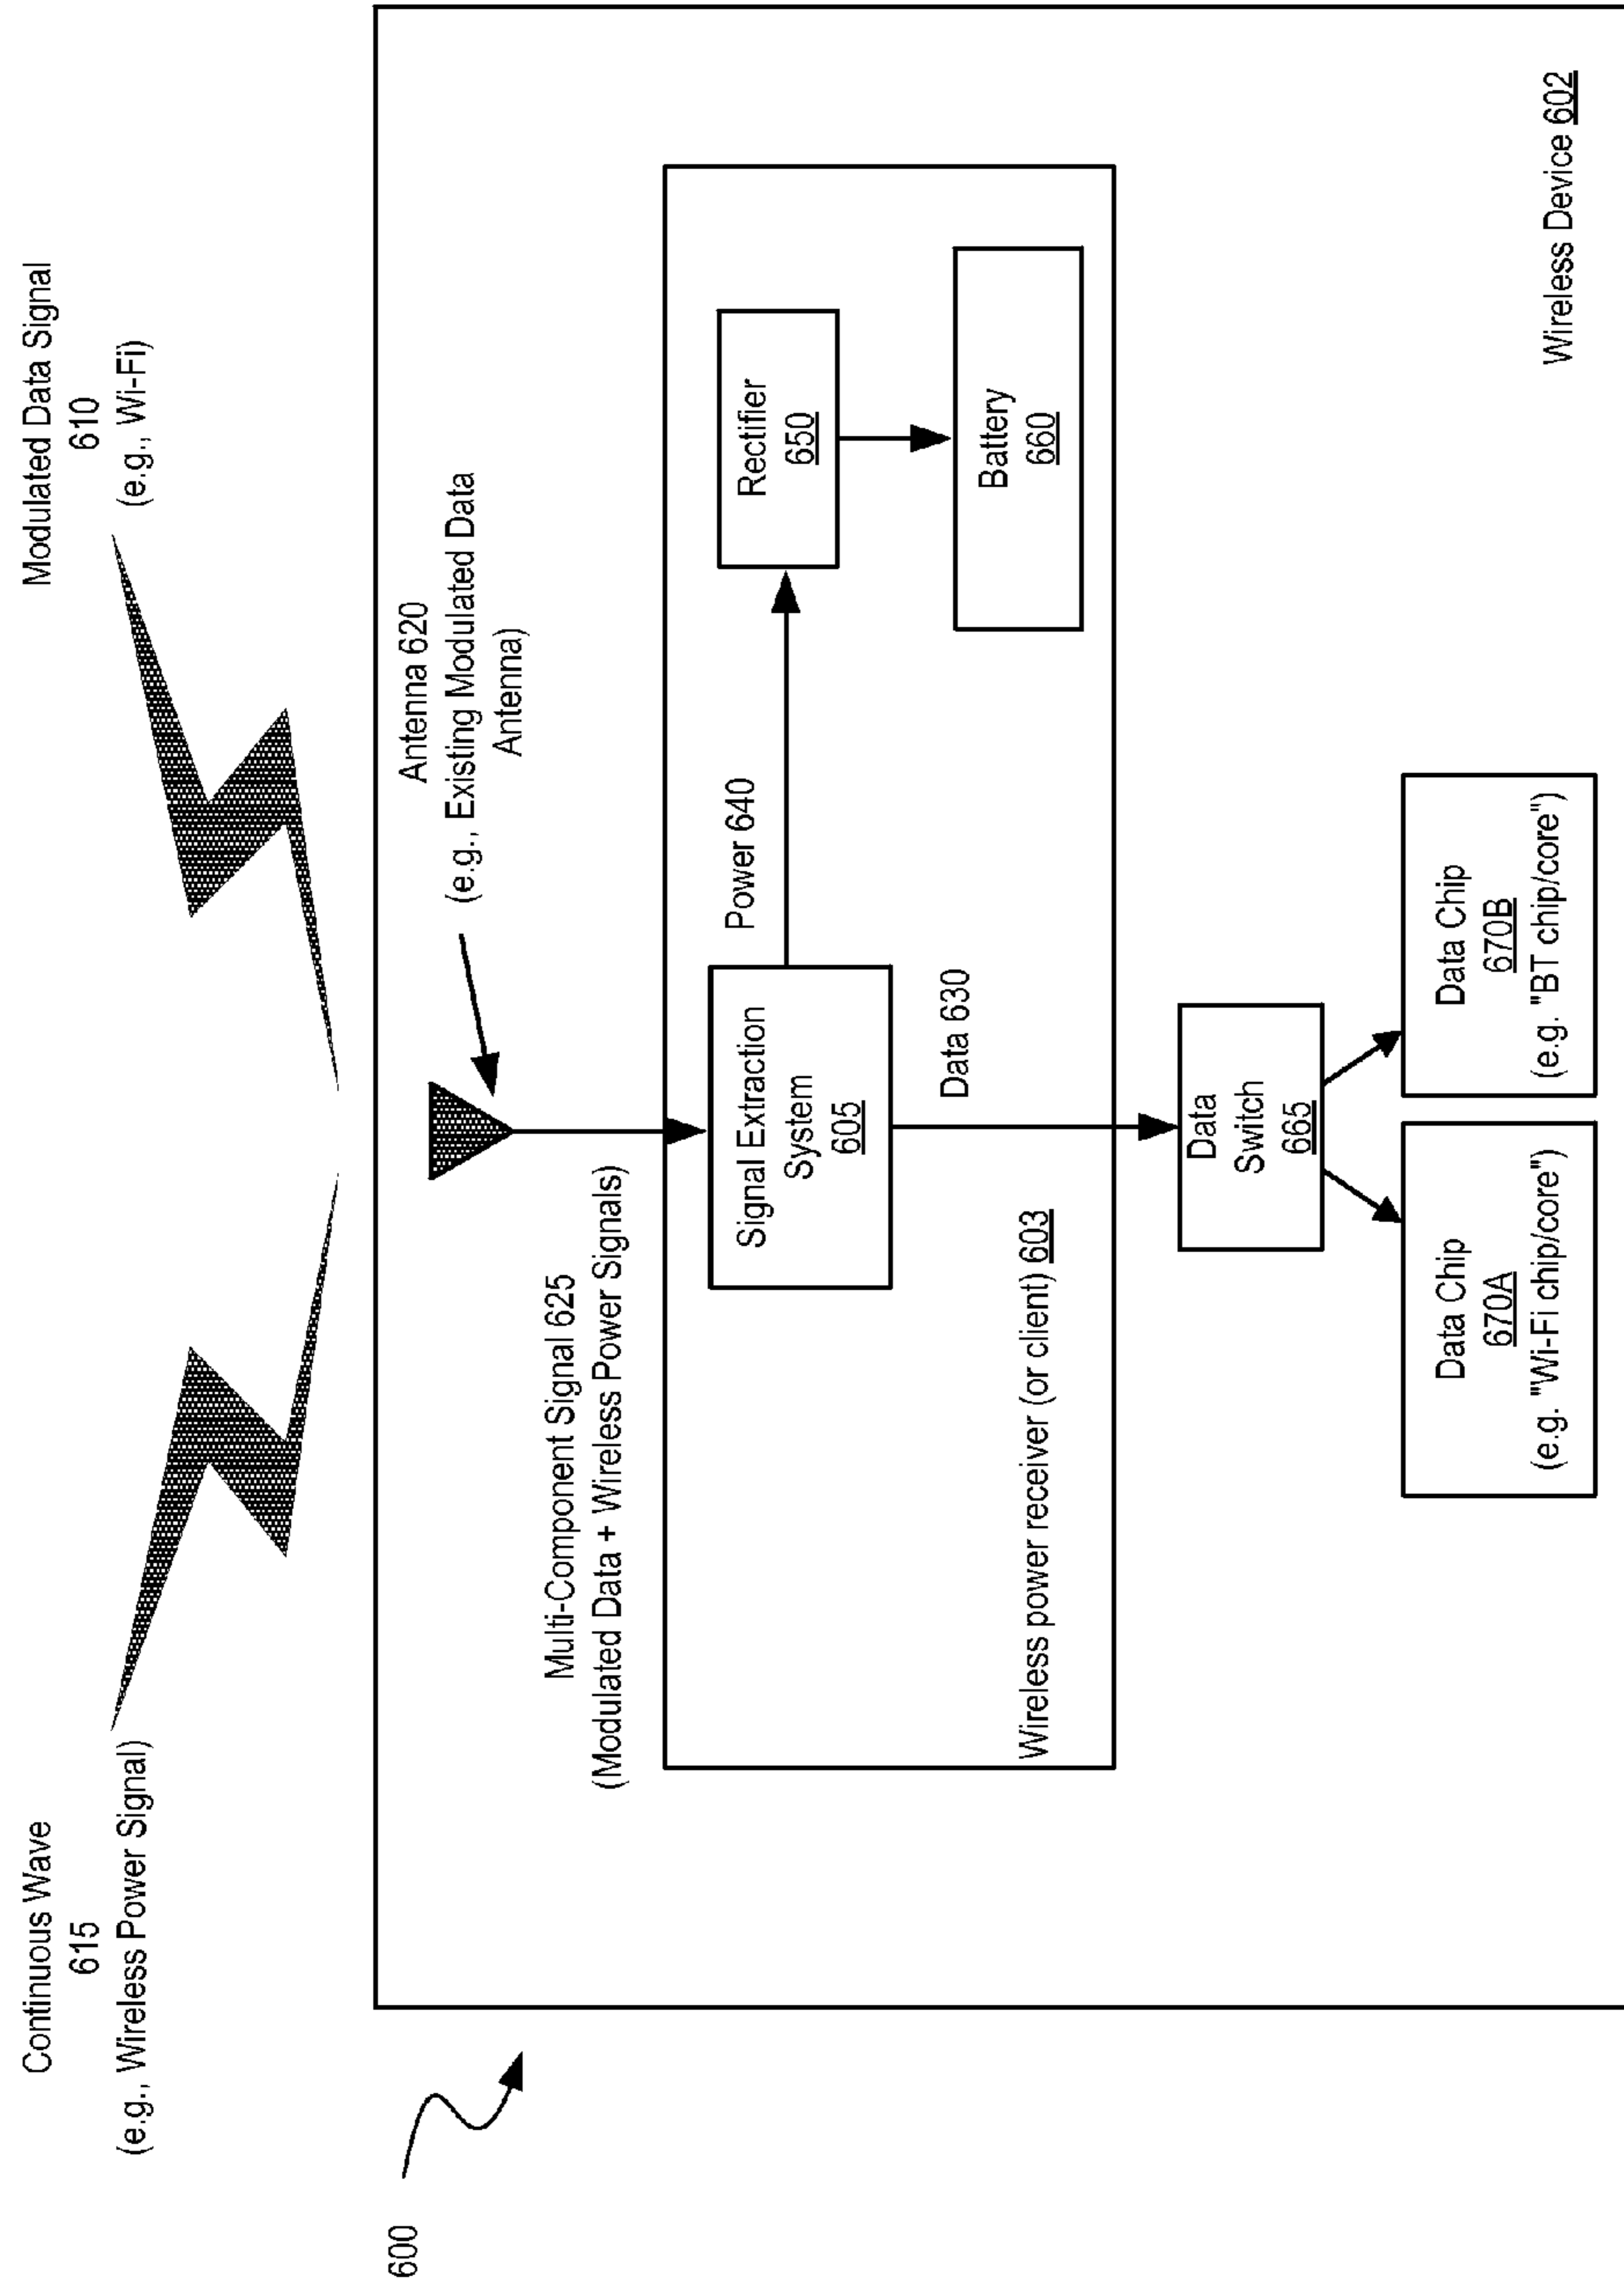 Continuous Wave
615
(e.g., Wireless Power Signal)
Modulated Data Signal
610
(e.g., Wi-Fi)
600
Antenna 620
(e.g., Existing Modulated Data
Antenna)
Multi-Component Signal 625
(Modulated Data + Wireless Power Signals)
Signal Extraction
System
605
Power 640
Rectifier
650
Battery
660
Data 630
Wireless power receiver (or client) 603
Data
Switch
665
Data Chip
670A
(e.g. "Wi-Fi chip/core")
Data Chip
670B
(e.g. "BT chip/core")
Wireless Device 602